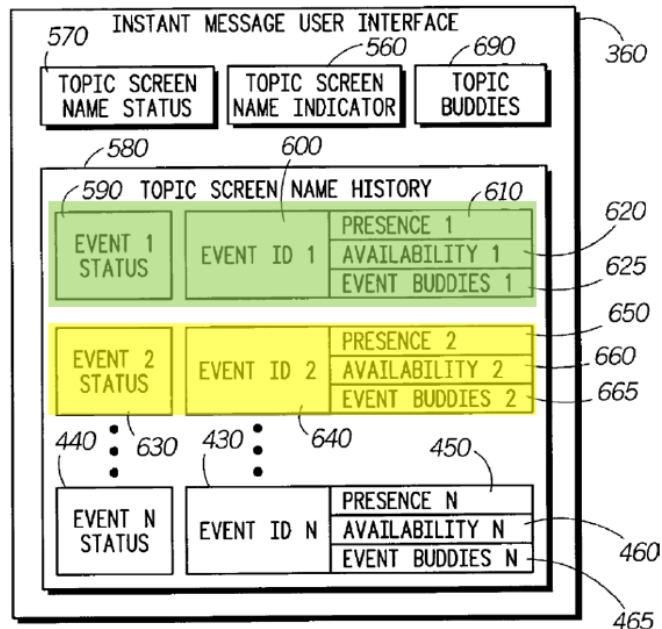 INSTANT MESSAGE USER INTERFACE
570
560
690
360
TOPIC SCREEN
NAME STATUS
TOPIC SCREEN
NAME INDICATOR
TOPIC
BUDDIES
580
600
590
TOPIC SCREEN NAME HISTORY
610
EVENT 1
STATUS
EVENT ID 1
PRESENCE 1
AVAILABILITY 1
EVENT BUDDIES 1
620
625
EVENT 2
STATUS
EVENT ID 2
PRESENCE 2
AVAILABILITY 2
EVENT BUDDIES 2
650
660
665
440
630
430
640
450
EVENT N
STATUS
EVENT ID N
PRESENCE N
AVAILABILITY N
EVENT BUDDIES N
460
465